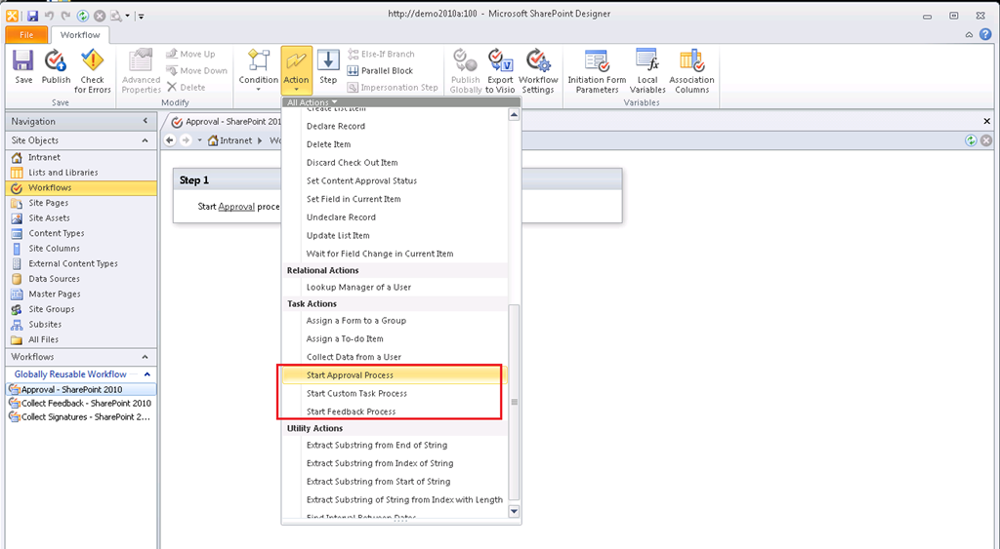 http://demo2010a:100 - Microsoft SharePoint Designer
File
Workflow
Save
Publish
Check for Errors
Save
Advanced Properties
Move Up
Move Down
Delete
Modify
Condition
Action
Step
Else-If Branch
Parallel Block
Impersonation Step
Publish Globally
Export to Visio
Workflow Settings
Initiation Form Parameters
Local Variables
Association Columns
Variables
All Actions
Navigation
Site Objects
Intranet
Lists and Libraries
Workflows
Site Pages
Site Assets
Content Types
Site Columns
External Content Types
Data Sources
Master Pages
Site Groups
Subsites
All Files
Workflows
Globally Reusable Workflow
Approval - SharePoint 2010
Collect Feedback - SharePoint 2010
Collect Signatures - SharePoint 2...
Approval - SharePoint 201
Intranet
Wo
Step 1
Start Approval proce
Create List Item
Declare Record
Delete Item
Discard Check Out Item
Set Content Approval Status
Set Field in Current Item
Undeclare Record
Update List Item
Wait for Field Change in Current Item
Relational Actions
Lookup Manager of a User
Task Actions
Assign a Form to a Group
Assign a To-do Item
Collect Data from a User
Start Approval Process
Start Custom Task Process
Start Feedback Process
Utility Actions
Extract Substring from End of String
Extract Substring from Index of String
Extract Substring from Start of String
Extract Substring of String from Index with Length
Find Interval Between Dates